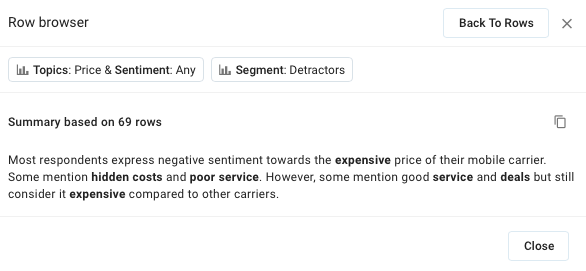 Row browser
Back To Rows
Topics: Price & Sentiment: Any
Segment: Detractors
Summary based on 69 rows
Most respondents express negative sentiment towards the expensive price of their mobile carrier.
Some mention hidden costs and poor service. However, some mention good service and deals but still
consider it expensive compared to other carriers.
Close